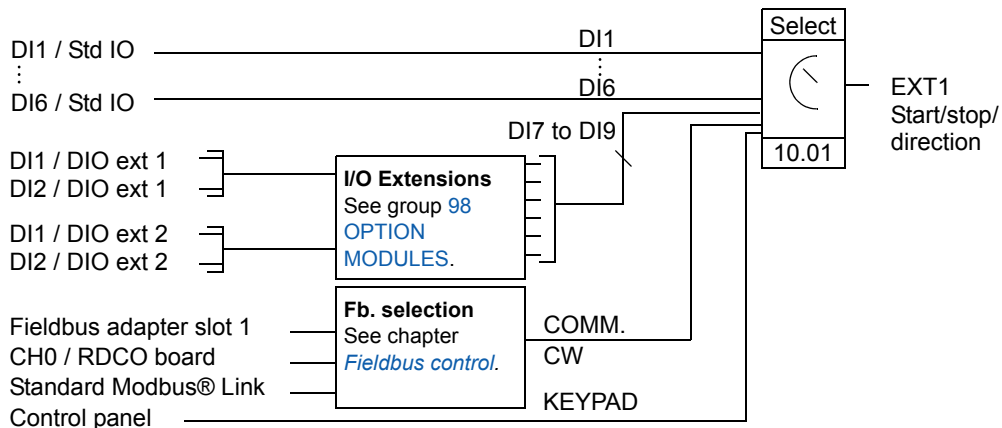 Select
DI1 / Std IO
DI1
DI6 / Std IO
DI6
EXT1
Start/stop/
direction
DI7 to DI9
10.01
DI1 / DIO ext 1
DI2 / DIO ext 1
I/O Extensions
See group 98
OPTION
MODULES.
DI1 / DIO ext 2
DI2 / DIO ext 2
Fb. selection
See chapter
Fieldbus control.
Fieldbus adapter slot 1
CH0 / RDCO board
Standard Modbus® Link
Control panel
COMM.
CW
KEYPAD